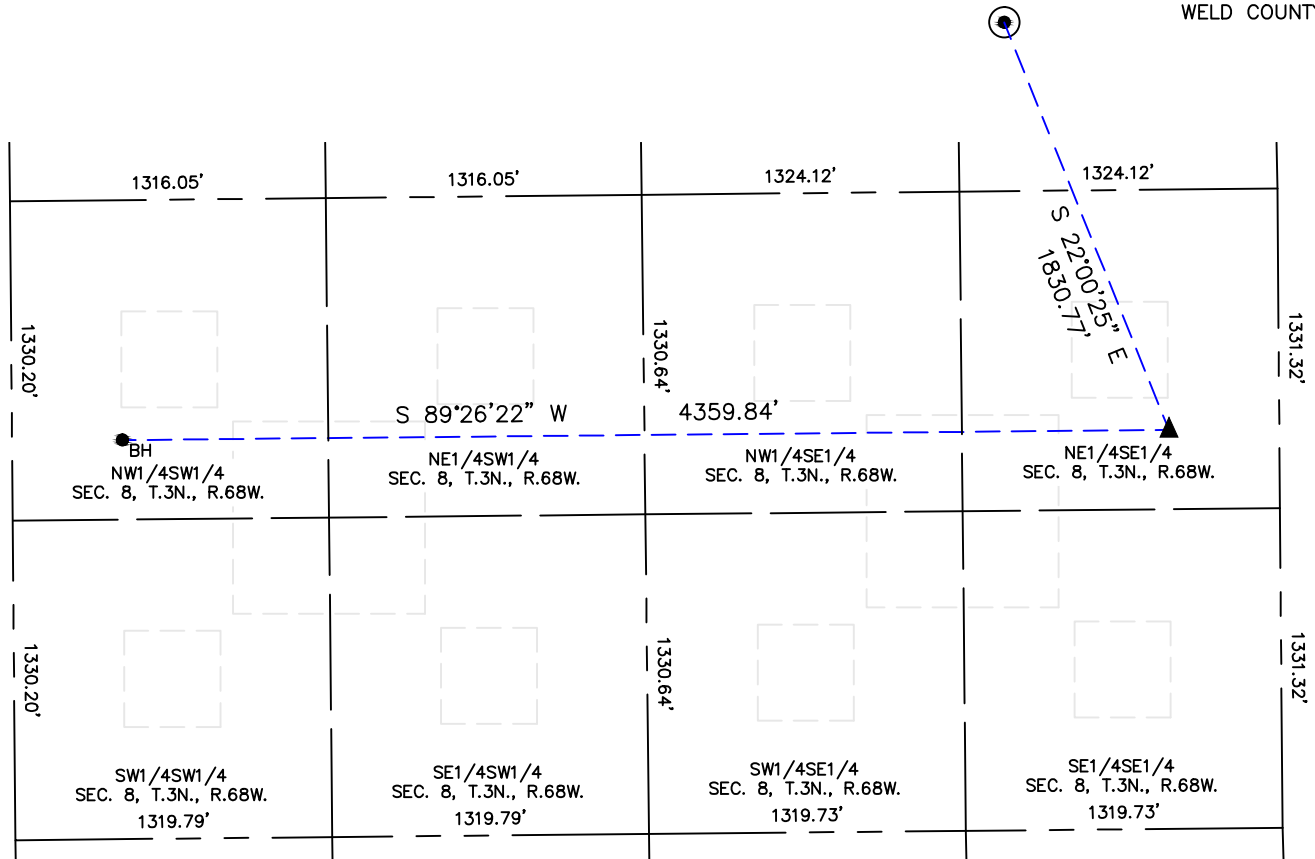 WELD COUNTY
1316.05'
1316.05'
1324.12'
1324.12'
S 22°00'25" E
1830.77'
1330.20'
1330.64'
1331.32'
S 89°26'22" W
4359.84'
BH
NW1/4SW1/4
SEC. 8, T.3N., R.68W.
NE1/4SW1/4
SEC. 8, T.3N., R.68W.
NW1/4SE1/4
SEC. 8, T.3N., R.68W.
NE1/4SE1/4
SEC. 8, T.3N., R.68W.
1330.20'
1330.64'
1331.32'
SW1/4SW1/4
SEC. 8, T.3N., R.68W.
1319.79'
SE1/4SW1/4
SEC. 8, T.3N., R.68W.
1319.79'
SW1/4SE1/4
SEC. 8, T.3N., R.68W.
1319.73'
SE1/4SE1/4
SEC. 8, T.3N., R.68W.
1319.73'